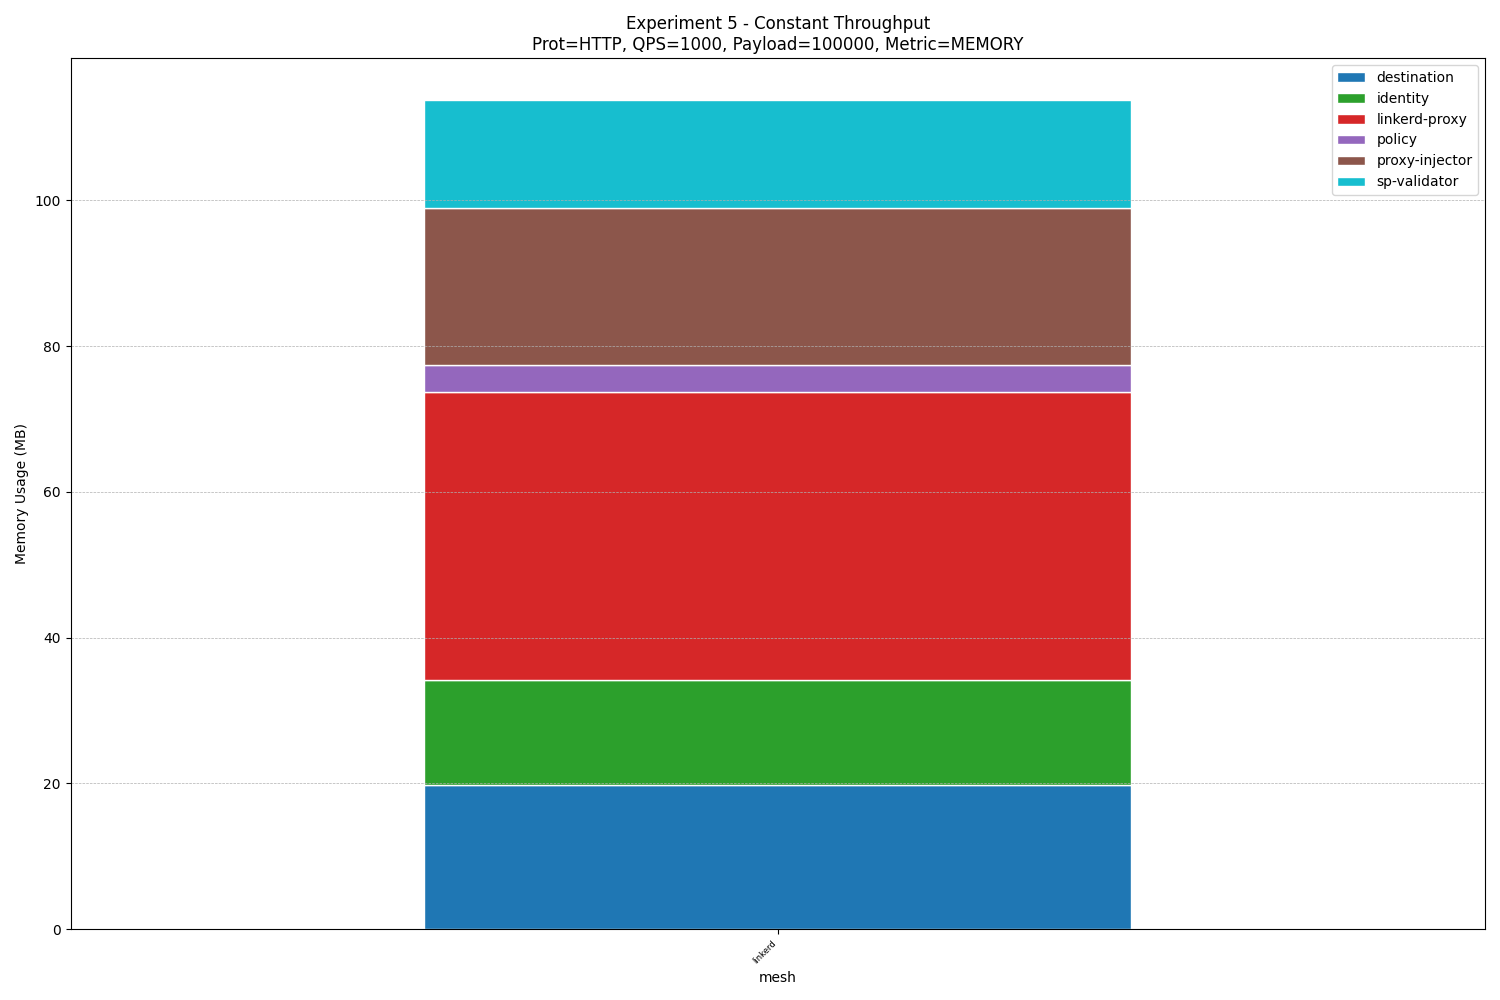 Experiment 5 - Constant Throughput
Prot=HTTP, QPS=1000, Payload=100000, Metric=MEMORY
destination
identity
linkerd-proxy
policy
proxy-injector
sp-validator
100
80
60
40
20
0
Memory Usage (MB)
linkerd
mesh